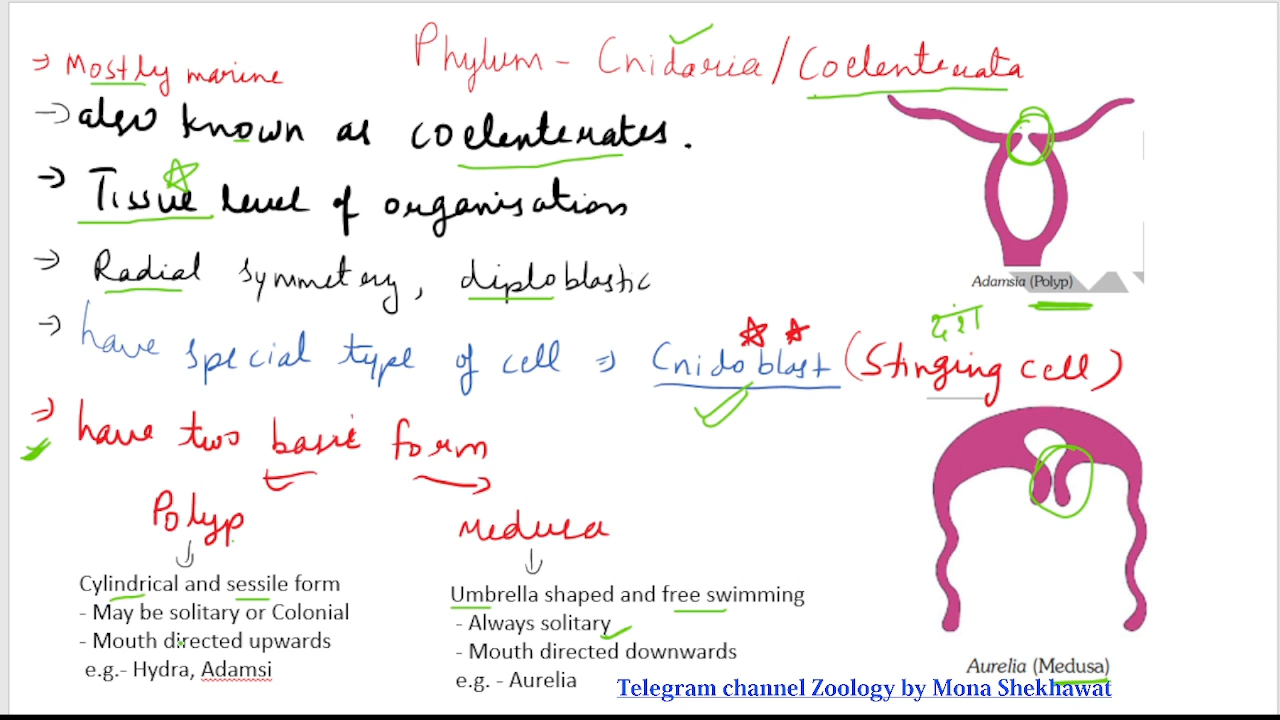 Phylum - Cnidaria / Coelenterata
→ Mostly marine
→ also known as coelenterates.
→ Tissue level of organisation
→ Radial symmetery, diploblastic
→ have special type of cell ⇒ Cnidoblast (Stinging cell)
दंश
→ have two basic form
Polyp
Cylindrical and sessile form
- May be solitary or Colonial
- Mouth directed upwards
e.g.- Hydra, Adamsi
Medusa
Umbrella shaped and free swimming
- Always solitary
- Mouth directed downwards
e.g. - Aurelia
Adamsia (Polyp)
Aurelia (Medusa)
Telegram channel Zoology by Mona Shekhawat